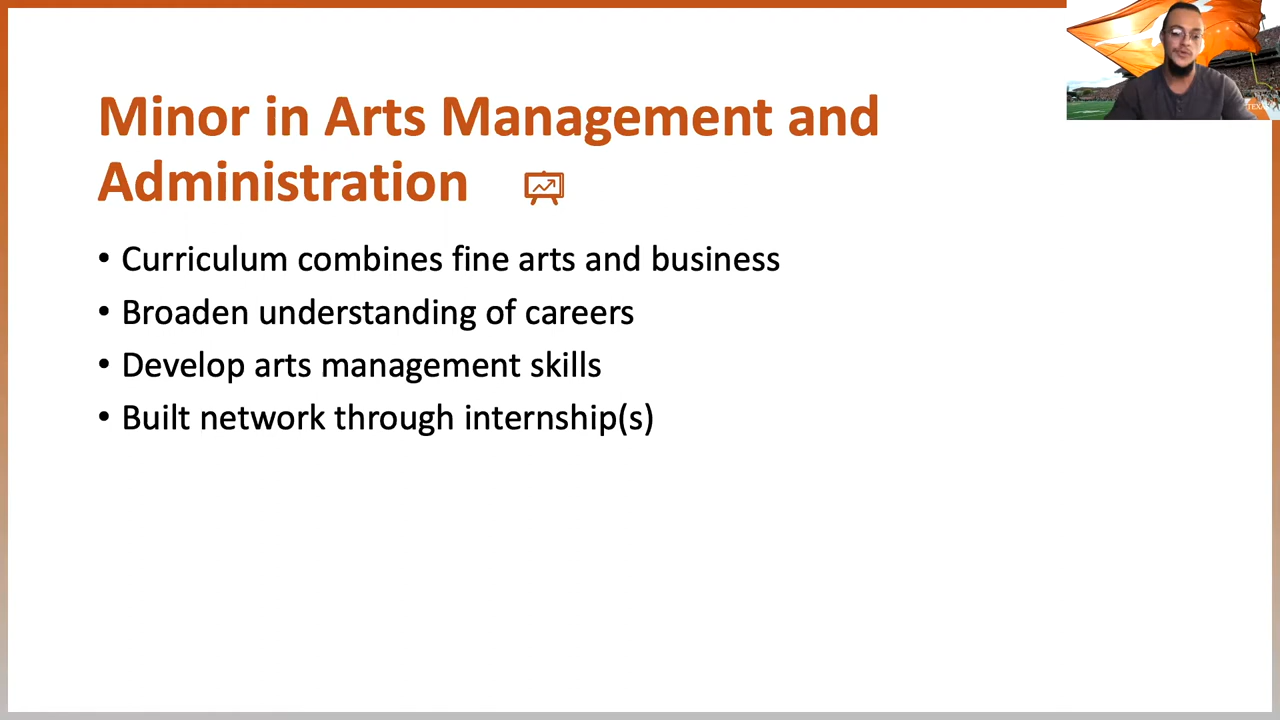 Minor in Arts Management and
Administration
• Curriculum combines fine arts and business
• Broaden understanding of careers
• Develop arts management skills
• Built network through internship(s)
TEXAS